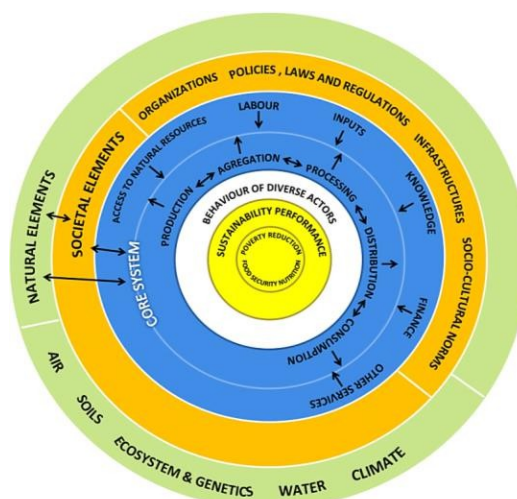 NATURAL ELEMENTS
AIR
SOILS
ECOSYSTEM & GENETICS
WATER
CLIMATE
SOCIETAL ELEMENTS
ORGANIZATIONS
POLICIES , LAWS AND REGULATIONS
INFRASTRUCTURES
SOCIO-CULTURAL NORMS
CORE SYSTEM
ACCESS TO NATURAL RESOURCES
LABOUR
INPUTS
KNOWLEDGE
FINANCE
OTHER SERVICES
PRODUCTION
AGREGATION
PROCESSING
DISTRIBUTION
CONSUMPTION
BEHAVIOUR OF DIVERSE ACTORS
SUSTAINABILITY PERFORMANCE
POVERTY REDUCTION
FOOD SECURITY NUTRITION